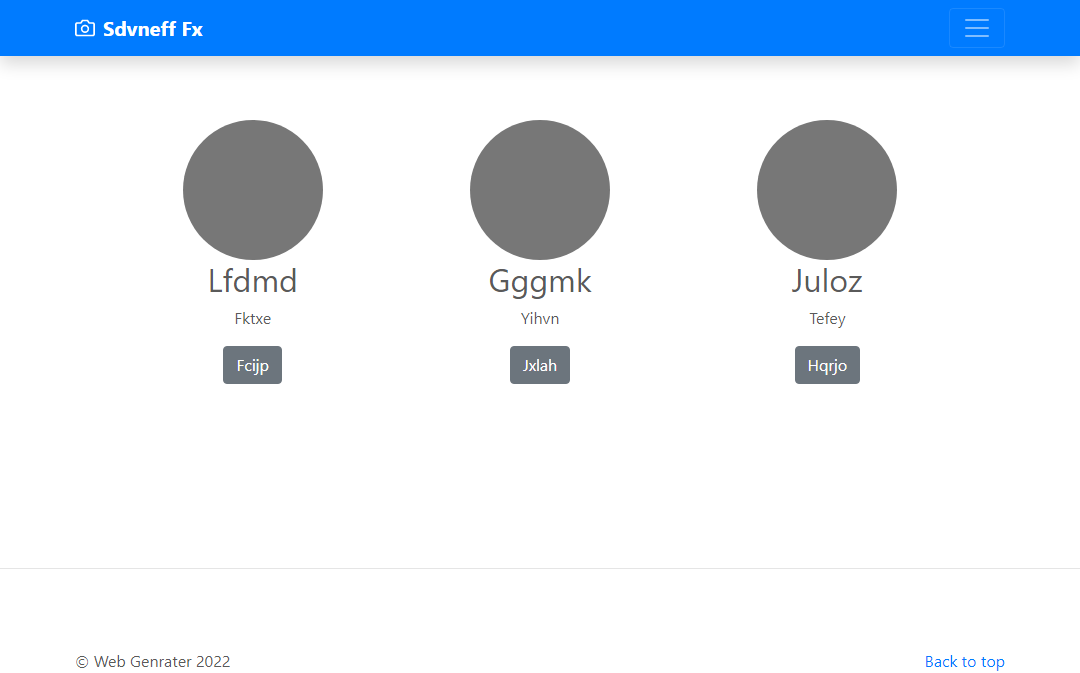 Sdvneff Fx
Lfdmd
Gggmk
Juloz
Fktxe
Yihvn
Tefey
Fcijp
Jxlah
Hqrjo
© Web Genrater 2022
Back to top